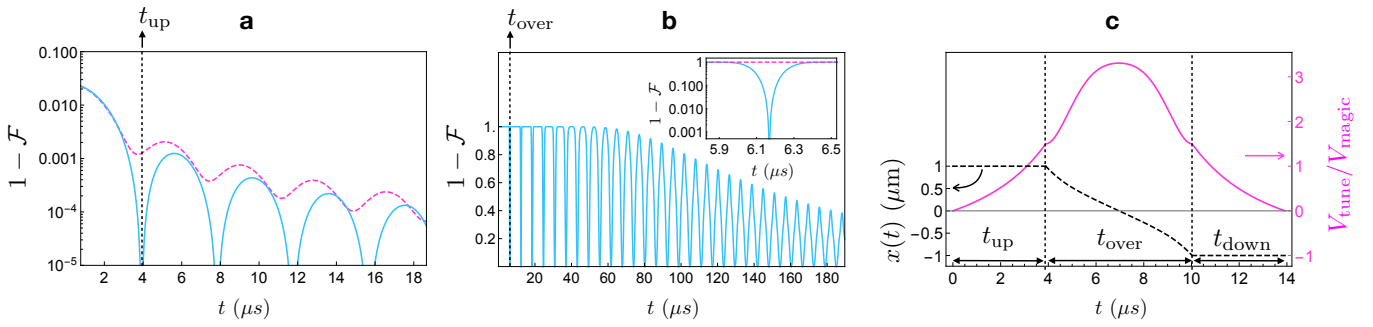 a
t_up
0.100
0.010
0.001
10⁻⁴
10⁻⁵
1 − F
2 4 6 8 10 12 14 16 18
t (μs)
b
t_over
1
0.8
0.6
0.4
0.2
1 − F
20 40 60 80 100 120 140 160 180
t (μs)
1
0.100
0.010
0.001
1 − F
5.9 6.2 6.3 6.5
t (μs)
c
1
0.5
0
−0.5
−1
x(t) (μm)
t_up t_over t_down
0 2 4 6 8 10 12 14
t (μs)
3
2
1
0
−1
V_tune/V_magic